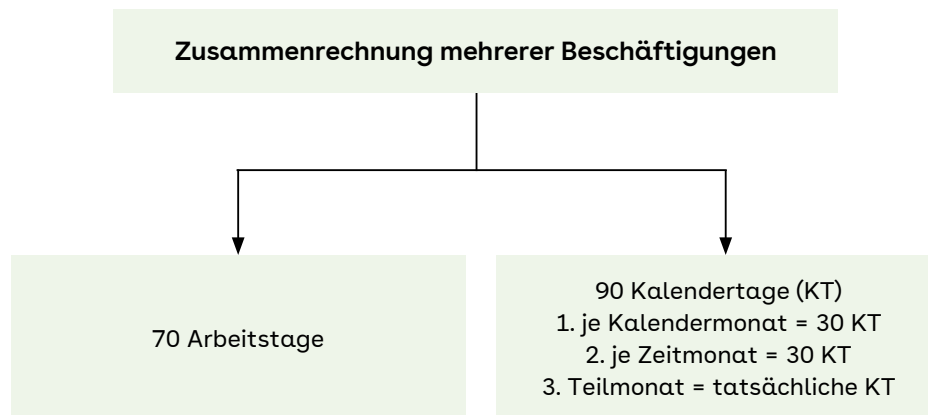 Zusammenrechnung mehrerer Beschäftigungen
70 Arbeitstage
90 Kalendertage (KT)
1. je Kalendermonat = 30 KT
2. je Zeitmonat = 30 KT
3. Teilmonat = tatsächliche KT